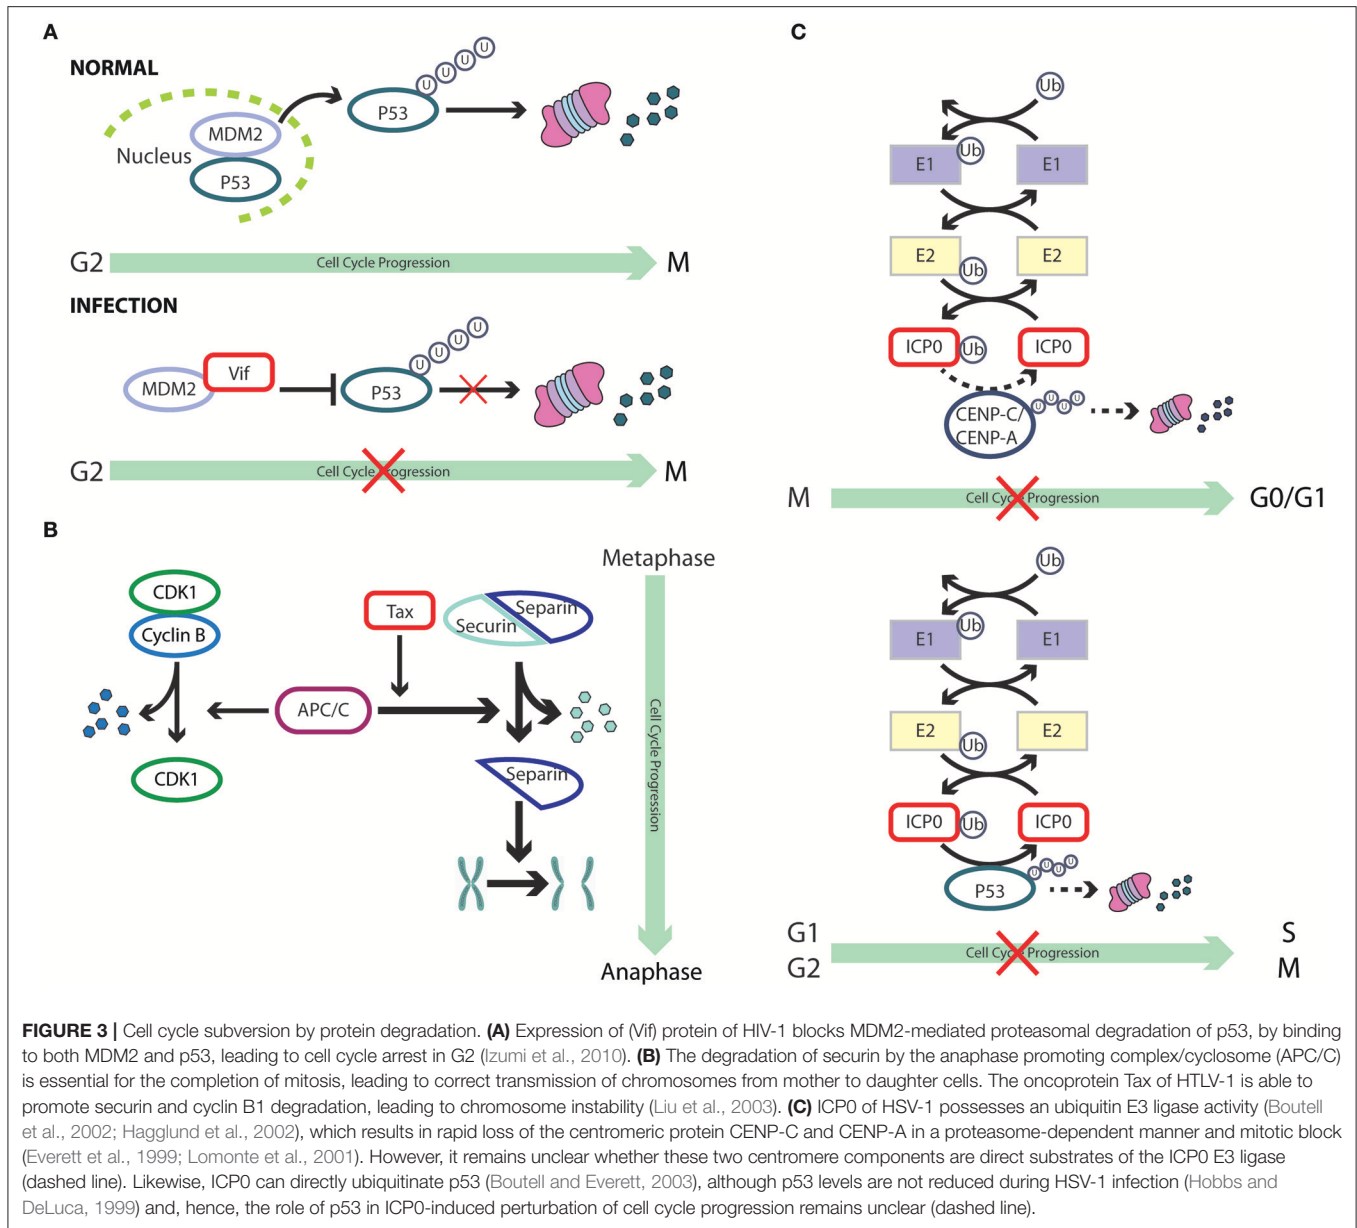 A
NORMAL
MDM2
Nucleus
P53
P53
U U U U
G2 Cell Cycle Progression M
INFECTION
MDM2 Vif
P53
U U U U
G2 Cell Cycle Progression M
B
CDK1
Cyclin B
CDK1
APC/C
Tax
Securin Separin
Separin
Metaphase
Cell Cycle Progression
Anaphase
C
Ub
E1 Ub E1
E2 Ub E2
ICP0 Ub ICP0
CENP-C/
CENP-A
U U U U
M Cell Cycle Progression G0/G1
Ub
E1 Ub E1
E2 Ub E2
ICP0 Ub ICP0
P53
U U U U
G1 S
Cell Cycle Progression
G2 M
FIGURE 3 | Cell cycle subversion by protein degradation. (A) Expression of (Vif) protein of HIV-1 blocks MDM2-mediated proteasomal degradation of p53, by binding
to both MDM2 and p53, leading to cell cycle arrest in G2 (Izumi et al., 2010). (B) The degradation of securin by the anaphase promoting complex/cyclosome (APC/C)
is essential for the completion of mitosis, leading to correct transmission of chromosomes from mother to daughter cells. The oncoprotein Tax of HTLV-1 is able to
promote securin and cyclin B1 degradation, leading to chromosome instability (Liu et al., 2003). (C) ICP0 of HSV-1 possesses an ubiquitin E3 ligase activity (Boutell
et al., 2002; Hagglund et al., 2002), which results in rapid loss of the centromeric protein CENP-C and CENP-A in a proteasome-dependent manner and mitotic block
(Everett et al., 1999; Lomonte et al., 2001). However, it remains unclear whether these two centromere components are direct substrates of the ICP0 E3 ligase
(dashed line). Likewise, ICP0 can directly ubiquitinate p53 (Boutell and Everett, 2003), although p53 levels are not reduced during HSV-1 infection (Hobbs and
DeLuca, 1999) and, hence, the role of p53 in ICP0-induced perturbation of cell cycle progression remains unclear (dashed line).